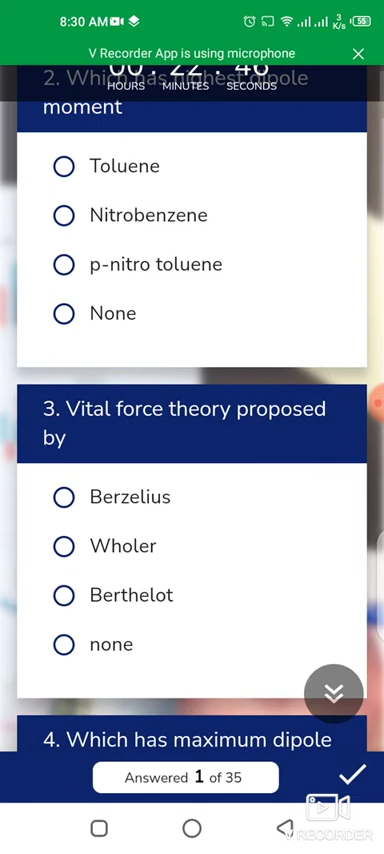 8:30 AM
3
K/s
55
V Recorder App is using microphone
00 : 22 : 46
HOURS MINUTES SECONDS
2. Which has highest dipole
moment
Toluene
Nitrobenzene
p-nitro toluene
None
3. Vital force theory proposed
by
Berzelius
Wholer
Berthelot
none
4. Which has maximum dipole
Answered 1 of 35
V RECORDER